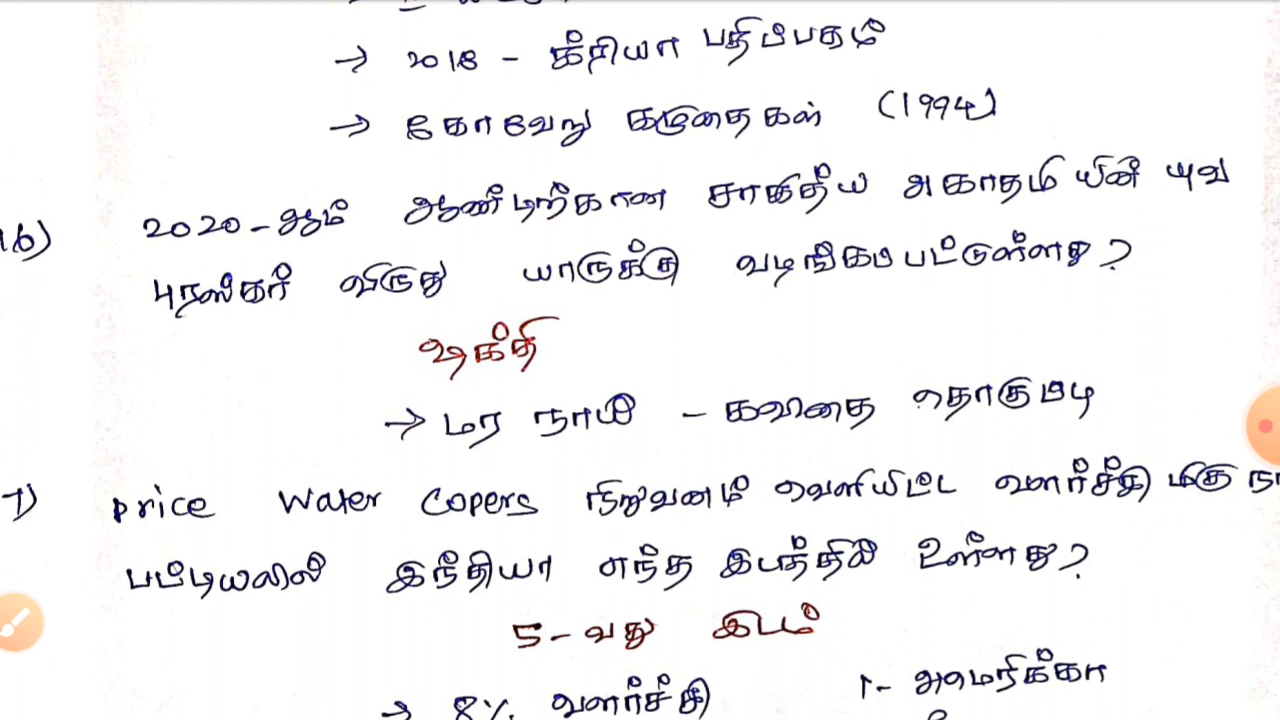 → 2018 - க்ரியா பதிப்பகம்
→ கோவேறு கழுதைகள் (1994)
16) 2020-ஆம் ஆண்டிற்கான சாகித்ய அகாதமியின் யுவ
புரஸ்கார் விருது யாருக்கு வழங்கப்பட்டுள்ளது?
சக்தி
→ மர நாய் - கவிதை தொகுப்பு
7) price Water Copers நிறுவனம் வெளியிட்ட வளர்ச்சி மிகு நா
பட்டியலில் இந்தியா எந்த இடத்தில் உள்ளது?
5-வது இடம்
→ 8% வளர்ச்சி 1- அமெரிக்கா